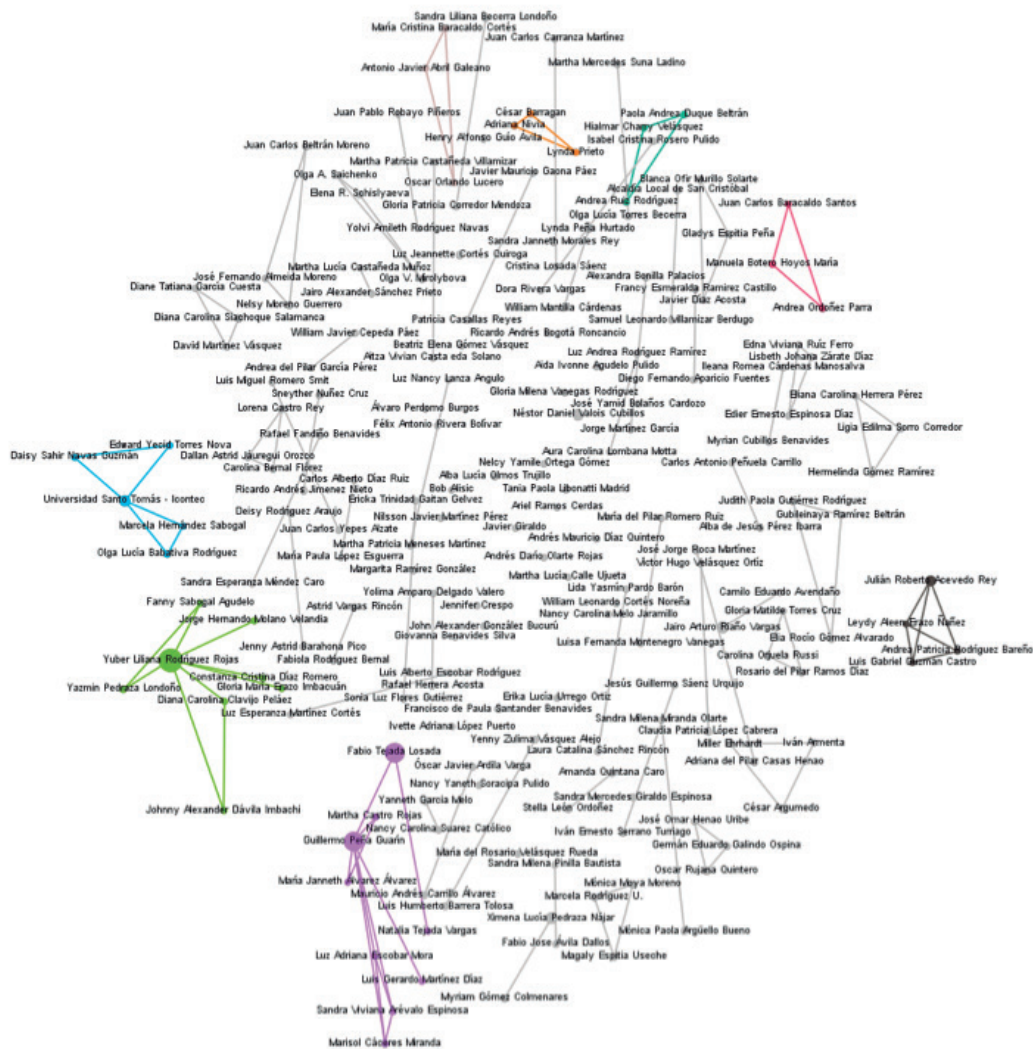 Sandra Liliana Becerra Londoño
María Cristina Baracaldo Cortés
Juan Carlos Carranza Martínez
Martha Mercedes Suna Ladino
Antonio Javier Abril Galeano
Juan Pablo Robayo Piñeros
César Barragan
Paola Andrea Duque Beltrán
Adriana Nivia
Hialmar Charry Velásquez
Henry Alfonso Guío Ávila
Isabel Cristina Rosero Pulido
Juan Carlos Beltrán Moreno
Lynda Prieto
Martha Patricia Castañeda Villamizar
Javier Mauricio Gaona Páez
Olga A. Saichenko
Oscar Orlando Lucero
Blanca Ofir Murillo Solarte
Alcaldía Local de San Cristóbal
Elena R. Schislyaeva
Gloria Patricia Corredor Mendoza
Andrea Ruiz Rodríguez
Juan Carlos Baracaldo Santos
Olga Lucía Torres Becerra
Yolvi Amileth Rodríguez Navas
Lynda Peña Hurtado
Gladys Espitia Peña
Sandra Janneth Morales Rey
Luz Jeannette Cortés Quiroga
Martha Lucía Castañeda Muñoz
Cristina Losada Sáenz
Manuela Botero Hoyos María
José Fernando Almeida Moreno
Olga V. Mirolybova
Alexandra Bonilla Palacios
Diane Tatiana García Cuesta
Jairo Alexander Sánchez Prieto
Dora Rivera Vargas
Francy Esmeralda Ramírez Castillo
Nelsy Moreno Guerrero
Javier Díaz Acosta
William Mantilla Cárdenas
Andrea Ordoñez Parra
Diana Carolina Siachoque Salamanca
Patricia Casallas Reyes
Samuel Leonardo Villamizar Berdugo
William Javier Cepeda Páez
Ricardo Andrés Bogotá Roncancio
David Martínez Vásquez
Beatriz Elena Gómez Vásquez
Edna Viviana Ruíz Ferro
Aitza Vivian Casta eda Solano
Luz Andrea Rodríguez Ramírez
Lisbeth Johana Zárate Díaz
Andrea del Pilar García Pérez
Aida Ivonne Agudelo Pulido
Ileana Romea Cárdenas Manosalva
Luis Miguel Romero Smit
Luz Nancy Lanza Angulo
Diego Fernando Aparicio Fuentes
Sneyther Nuñez Cruz
Gloria Milena Vanegas Rodríguez
Eliana Carolina Herrera Pérez
Lorena Castro Rey
Álvaro Perdomo Burgos
José Yamid Bolaños Cardozo
Néstor Daniel Valois Cubillos
Edier Ernesto Espinosa Díaz
Félix Antonio Rivera Bolívar
Jorge Martínez García
Ligia Edilma Serro Corredor
Rafael Fandiño Benavides
Myrian Cubillos Benavides
Edward Yecid Torres Nova
Aura Carolina Lombana Motta
Daisy Sahir Navas Guzmán
Dallan Astrid Jáuregui Orozco
Nelcy Yamile Ortega Gómez
Carlos Antonio Peñuela Carrillo
Carolina Bernal Flórez
Alba Lucía Olmos Trujillo
Hermelinda Gómez Ramírez
Carlos Alberto Díaz Ruiz
Ricardo Andrés Jimenez Nieto
Bob Alisic
Tania Paola Libonatti Madrid
Universidad Santo Tomás - Icontec
Ericka Trinidad Gaitan Gelvez
Judith Paola Gutiérrez Rodríguez
Deisy Rodríguez Araujo
Nilsson Javier Martínez Pérez
Ariel Ramos Cerdas
Gubileinaya Ramírez Beltrán
Marcela Hernández Sabogal
Juan Carlos Yepes Alzate
Javier Giraldo
María del Pilar Romero Ruiz
Alba de Jesús Pérez Ibarra
Andrés Mauricio Díaz Quintero
Olga Lucía Babativa Rodríguez
Martha Patricia Meneses Martínez
María Paula López Esguerra
Andrés Darío Olarte Rojas
José Jorge Roca Martínez
Margarita Ramírez González
Victor Hugo Velásquez Ortíz
Sandra Esperanza Méndez Caro
Martha Lucía Calle Ujueta
Julián Roberto Acevedo Rey
Yolima Amparo Delgado Valero
Lida Yasmín Pardo Barón
Camilo Eduardo Avendaño
Fanny Sabogal Agudelo
Astrid Vargas Rincón
Jennifer Crespo
William Leonardo Cortés Noreña
Gloria Matilde Torres Cruz
Leydy Aleen Erazo Ñuñez
Jorge Hernando Molano Velandia
Nancy Carolina Melo Jaramillo
John Alexander González Bucurú
Jairo Arturo Riaño Vargas
Giovanna Benavides Silva
Elia Rocío Gómez Alvarado
Jenny Astrid Barahona Pico
Luisa Fernanda Montenegro Vanegas
Andrea Patricia Rodríguez Bareño
Yuber Liliana Rodríguez Rojas
Fabiola Rodríguez Bernal
Carolina Orjuela Russi
Luis Gabriel Guzmán Castro
Constanza Cristina Díaz Romero
Luis Alberto Escobar Rodríguez
Rosario del Pilar Ramos Díaz
Yazmín Pedraza Londoño
Gloria María Erazo Imbacuán
Rafael Herrera Acosta
Jesús Guillermo Sáenz Urquijo
Diana Carolina Clavijo Peláez
Sonia Luz Flores Gutiérrez
Erika Lucía Urrego Ortiz
Luz Esperanza Martínez Cortés
Francisco de Paula Santander Benavides
Sandra Milena Miranda Olarte
Ivette Adriana López Puerto
Claudia Patricia López Cabrera
Yenny Zulima Vásquez Alejo
Miller Ehrhardt
Iván Armenta
Fabio Tejada Losada
Laura Catalina Sánchez Rincón
Óscar Javier Ardila Varga
Adriana del Pilar Casas Henao
Amanda Quintana Caro
Nancy Yaneth Soracipa Pulido
Yanneth García Melo
Sandra Mercedes Giraldo Espinosa
Johnny Alexander Dávila Imbachi
Stella León Ordoñez
César Argumedo
Martha Castro Rojas
José Omar Henao Uribe
Nancy Carolina Suarez Católico
Iván Ernesto Serrano Turriago
Guillermo Peña Guarín
Germán Eduardo Galindo Ospina
María del Rosario Velásquez Rueda
Sandra Milena Pinilla Bautista
Oscar Rujana Quintero
María Janneth Álvarez Álvarez
Mónica Moya Moreno
Mauricio Andrés Carrillo Álvarez
Marcela Rodríguez U.
Luis Humberto Barrera Tolosa
Ximena Lucía Pedraza Nájar
Natalia Tejada Vargas
Mónica Paola Argüello Bueno
Fabio Jose Ávila Dallos
Luz Adriana Escobar Mora
Magaly Espitia Useche
Luis Gerardo Martínez Díaz
Myriam Gómez Colmenares
Sandra Viviana Arévalo Espinosa
Marisol Cáceres Miranda